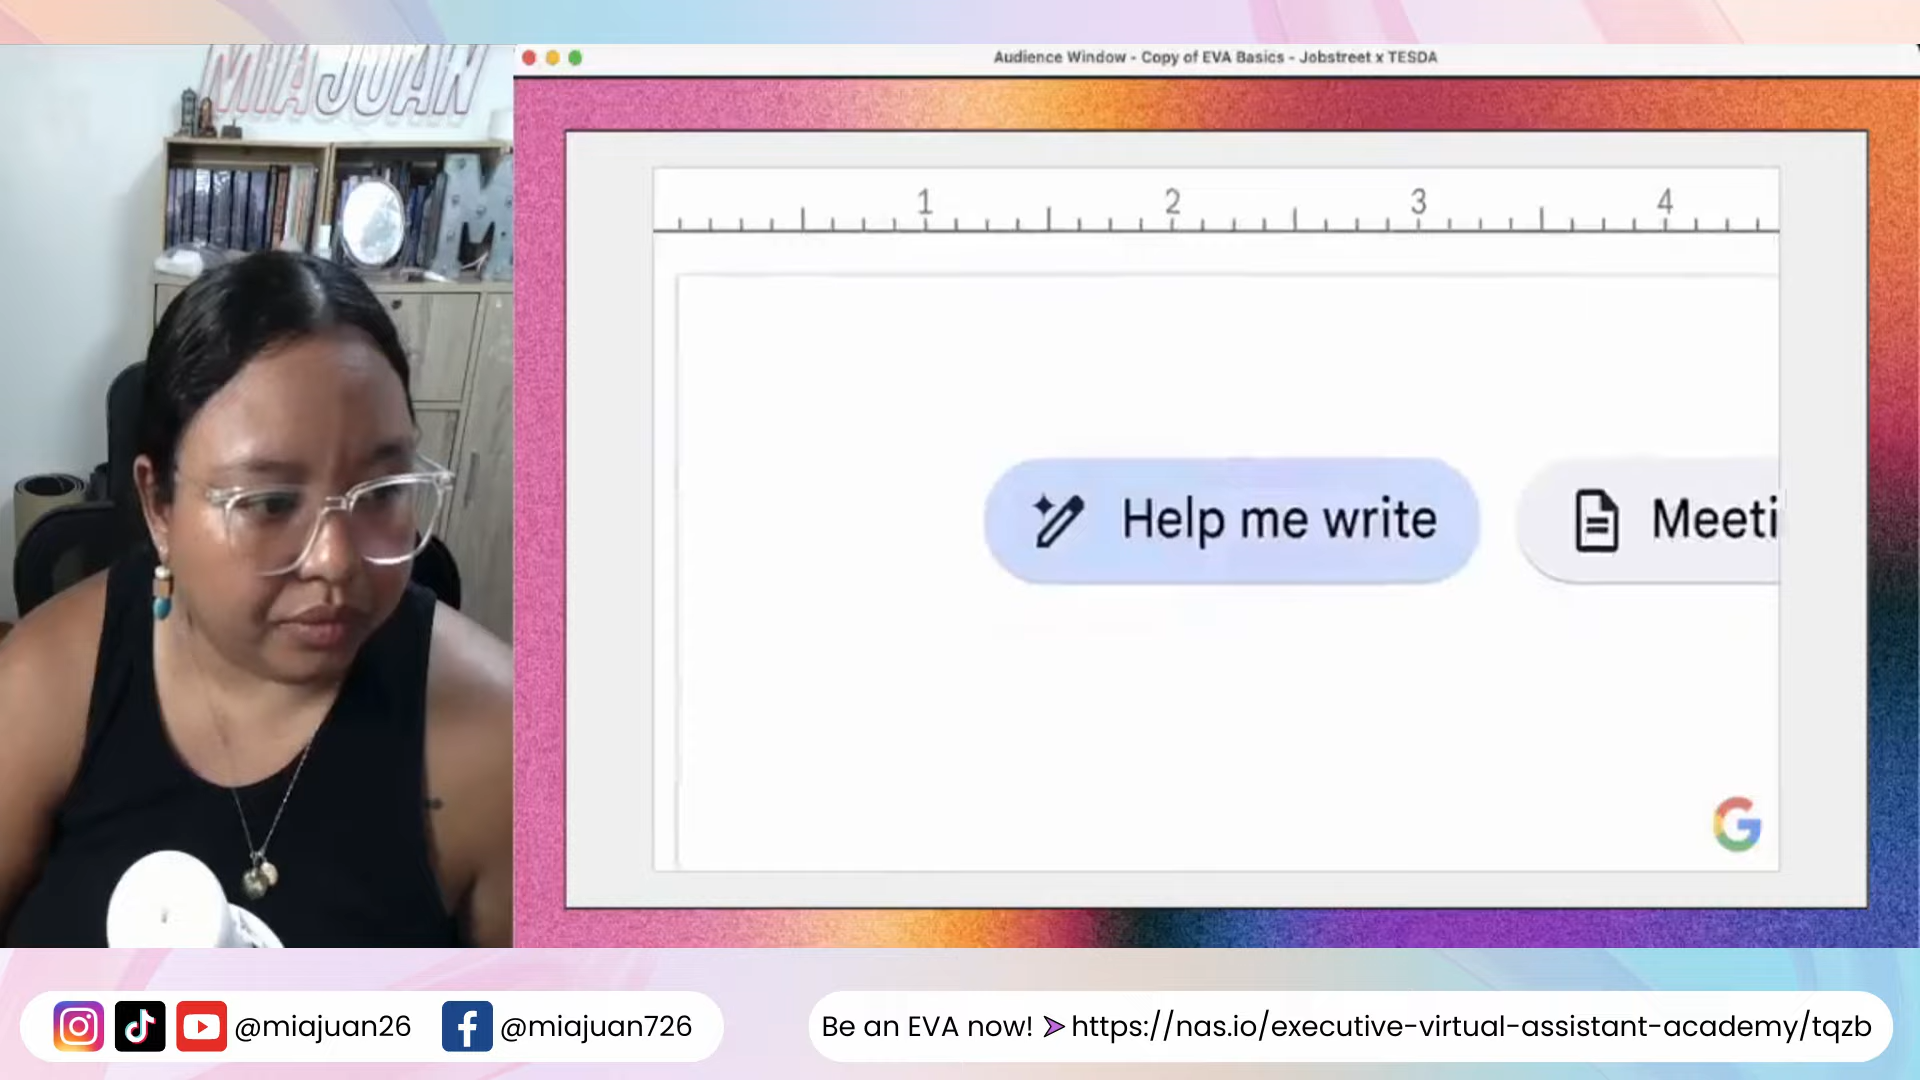 MIAJUAN
Audience Window - Copy of EVA Basics - Jobstreet x TESDA
1 2 3 4
Help me write
Meeti
G
@miajuan26 @miajuan726
Be an EVA now! ➤ https://nas.io/executive-virtual-assistant-academy/tqzb